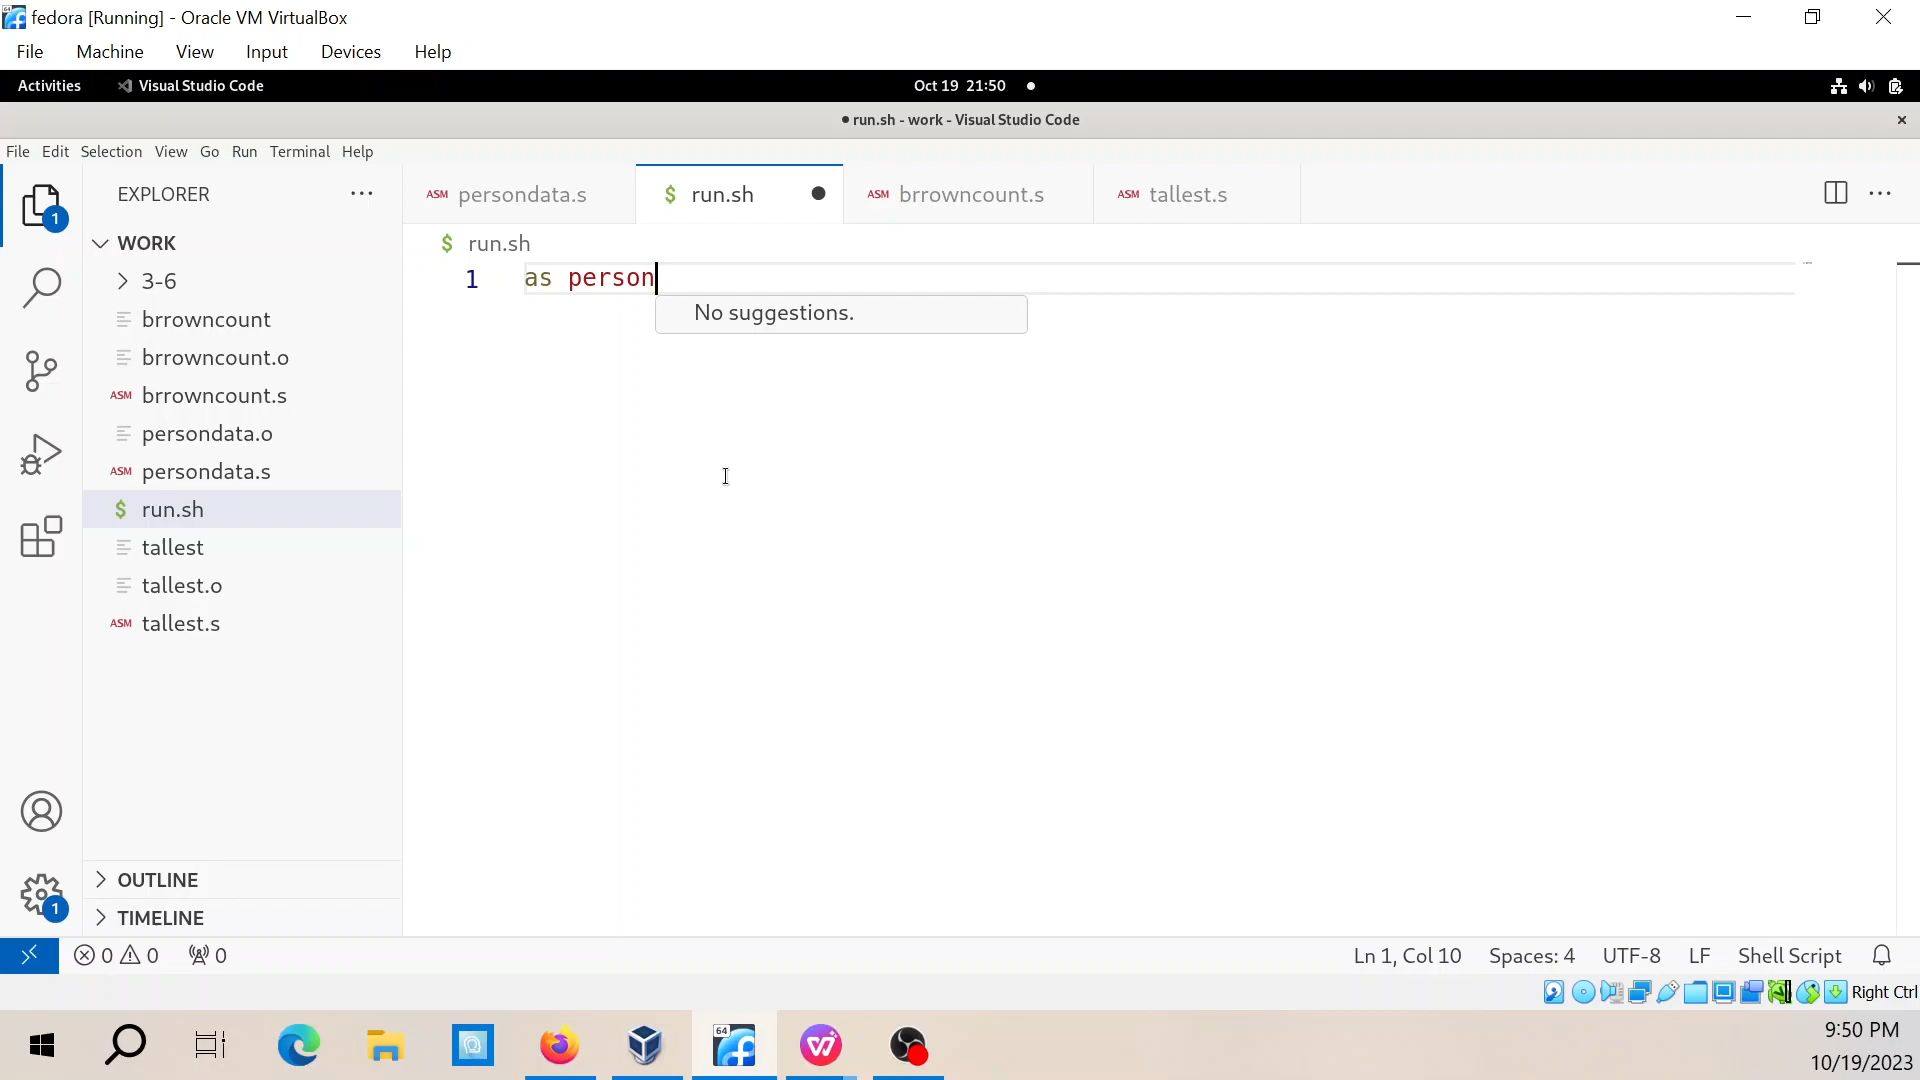 fedora [Running] - Oracle VM VirtualBox
File Machine View Input Devices Help
Activities Visual Studio Code Oct 19 21:50
● run.sh - work - Visual Studio Code ×
File Edit Selection View Go Run Terminal Help
EXPLORER ···
ASM persondata.s $ run.sh ASM brrowncount.s ASM tallest.s
1
WORK
$ run.sh
3-6
1 as person
brrowncount
No suggestions.
brrowncount.o
ASM brrowncount.s
persondata.o
ASM persondata.s
$ run.sh
tallest
tallest.o
ASM tallest.s
OUTLINE
1
TIMELINE
0 0 0 Ln 1, Col 10 Spaces: 4 UTF-8 LF Shell Script
Right Ctrl
64
9:50 PM
10/19/2023